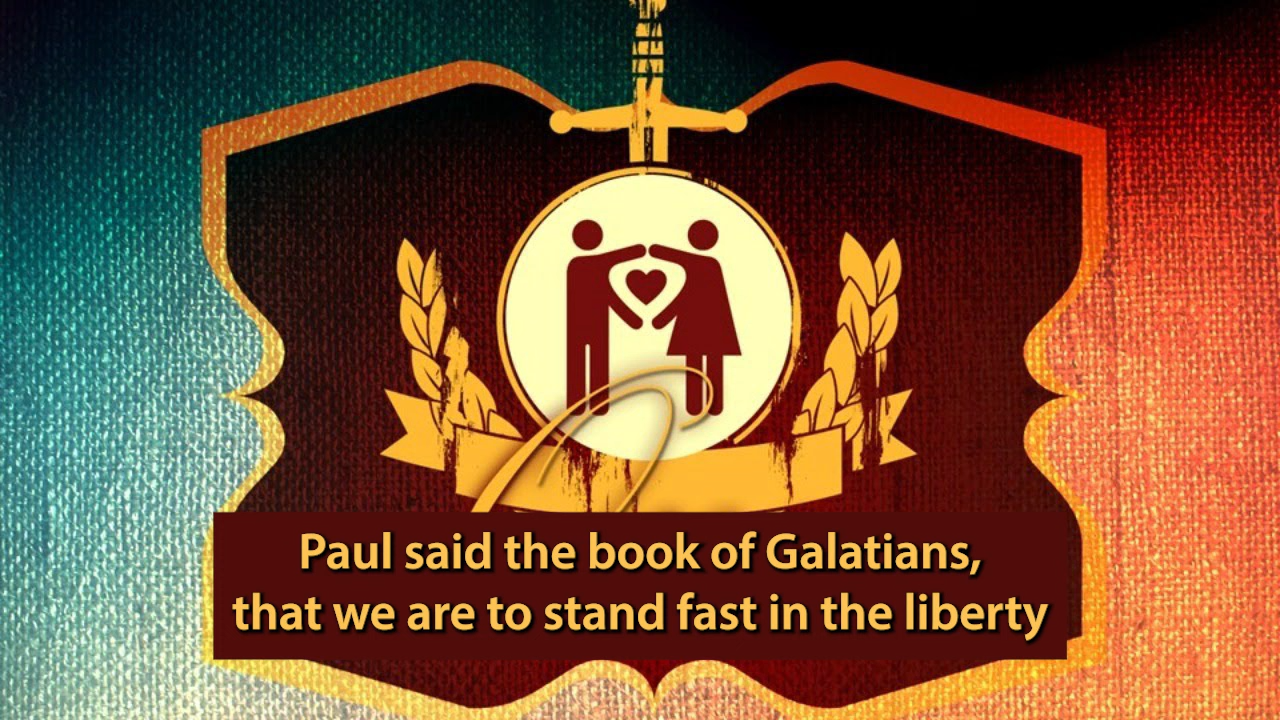 Paul said the book of Galatians,
that we are to stand fast in the liberty